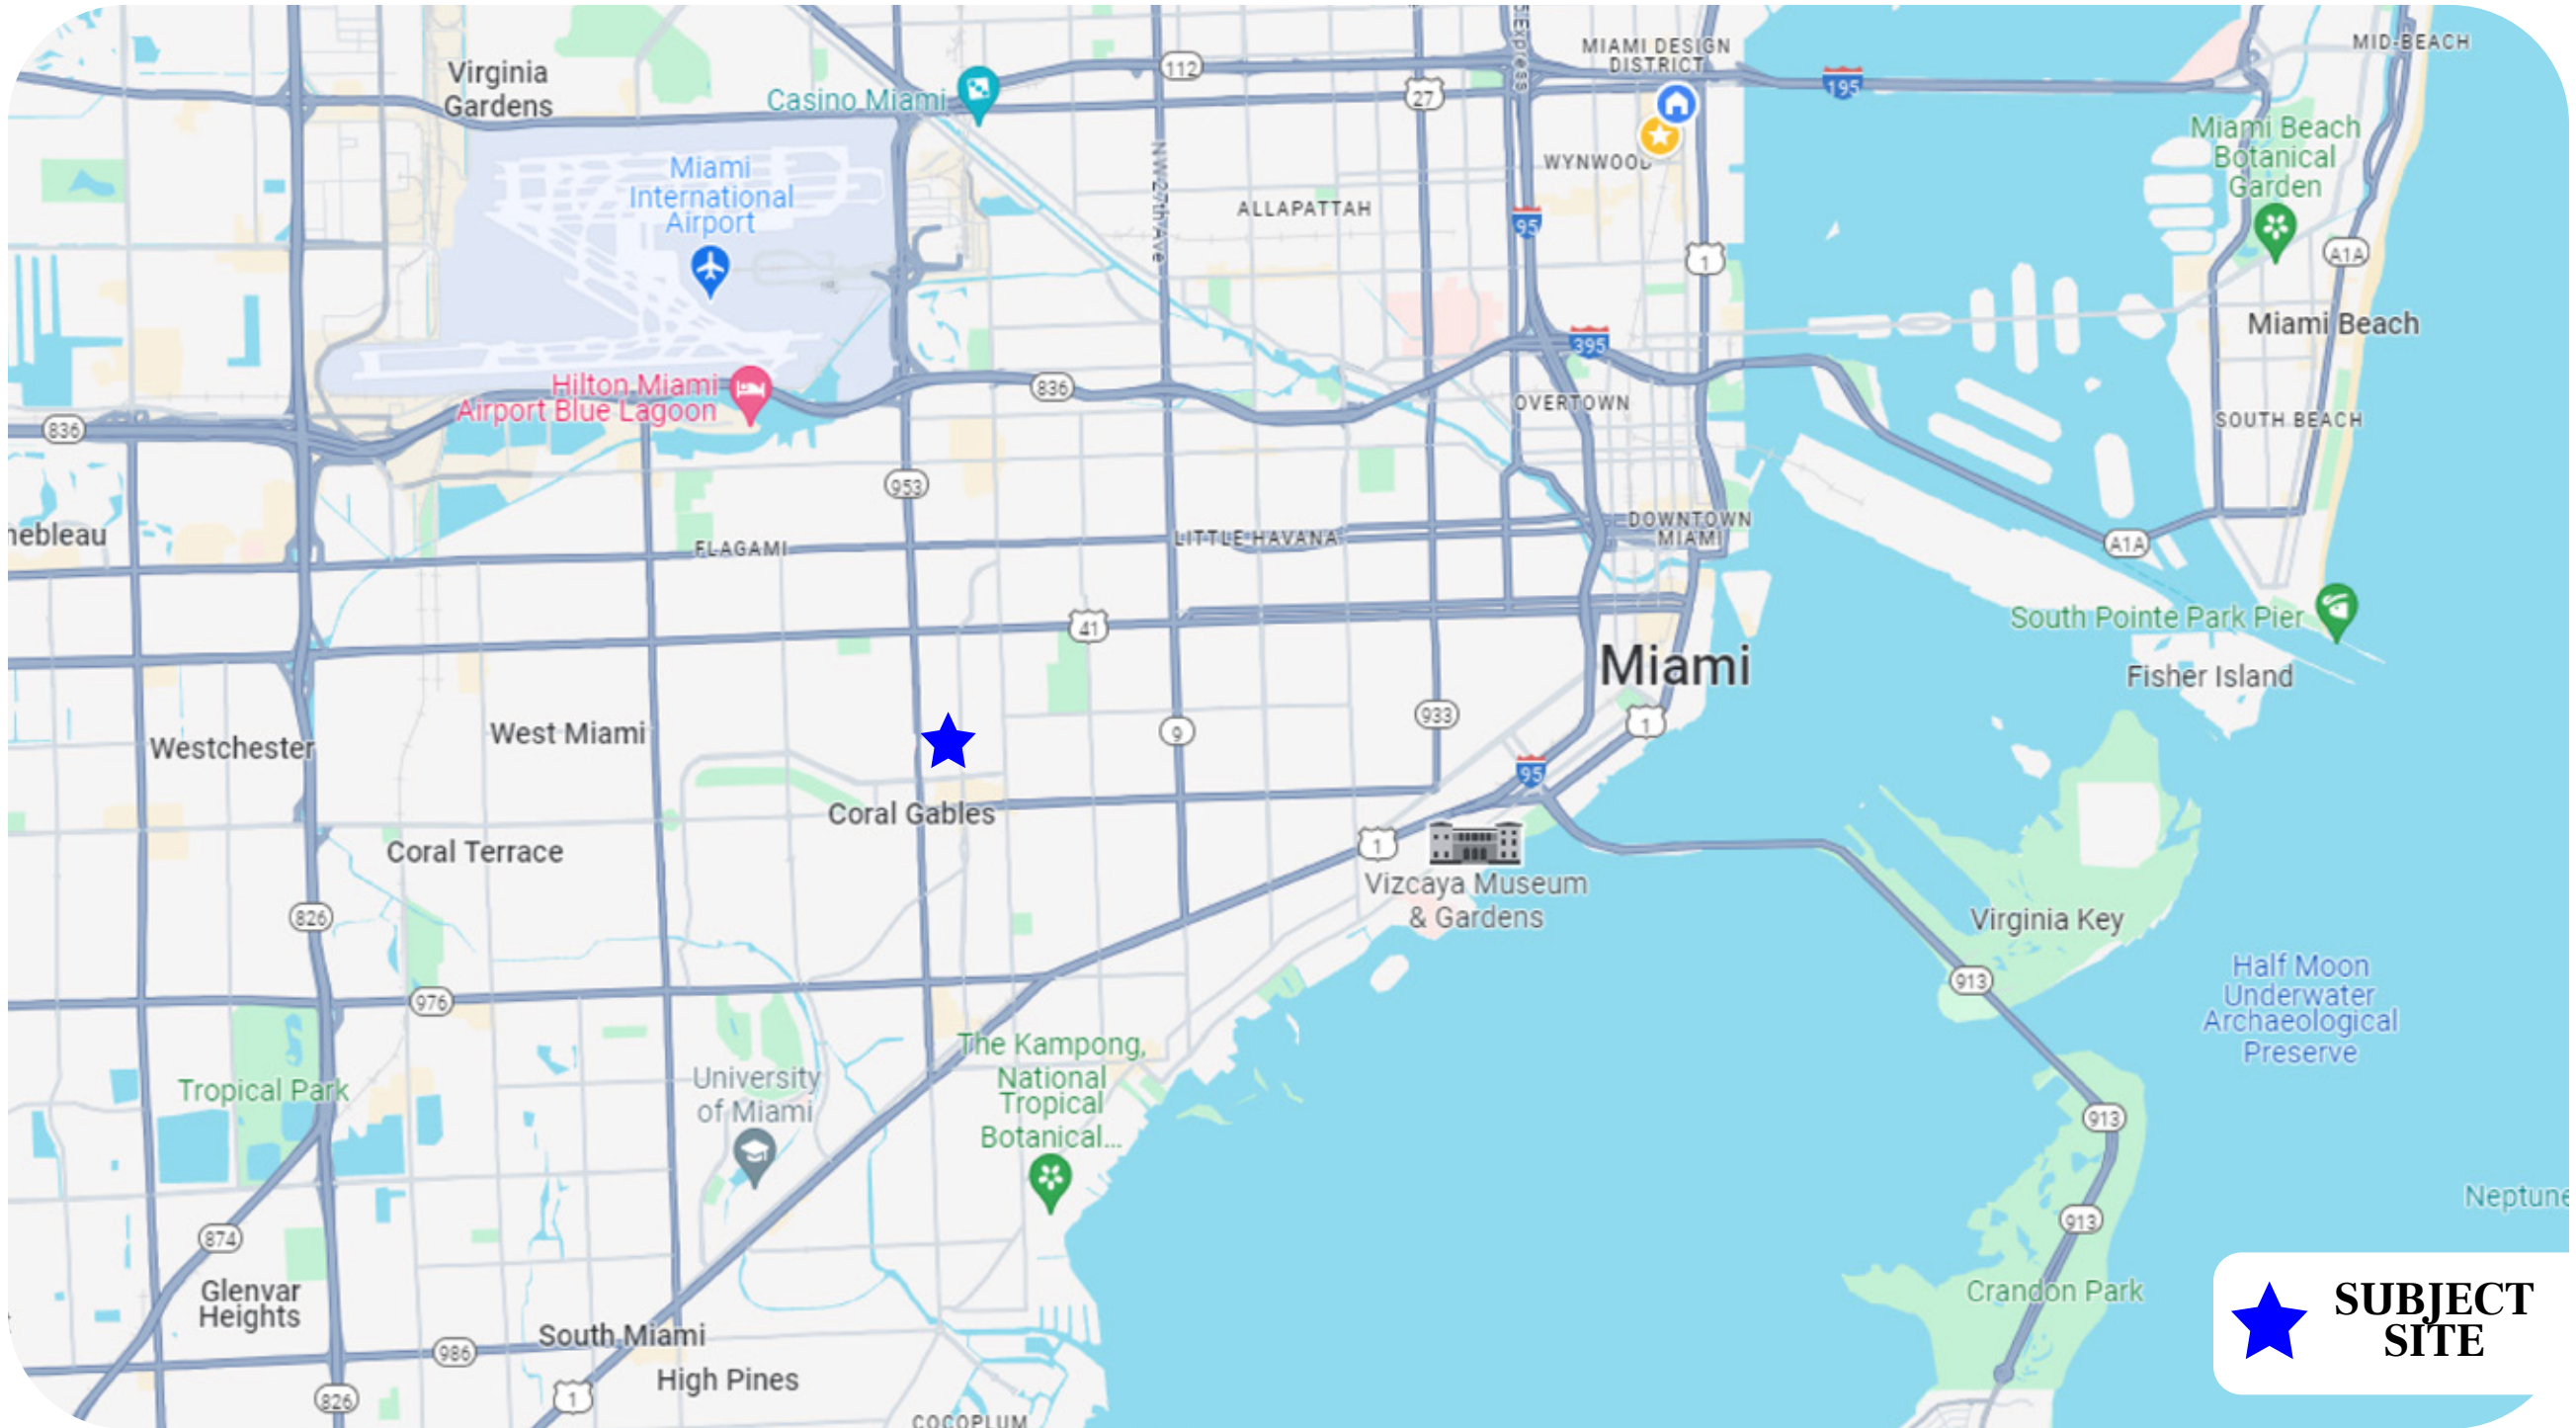 MID-BEACH
MIAMI DESIGN
DISTRICT
Virginia
Gardens
112
Casino Miami
27
195
Express
Miami Beach
Botanical
Garden
WYNWOOD
Miami
International
Airport
NW 27th Ave
ALLAPATTAH
95
1
A1A
Miami Beach
395
Hilton Miami
Airport Blue Lagoon
836
836
OVERTOWN
SOUTH BEACH
953
DOWNTOWN
MIAMI
nebleau
FLAGAMI
LITTLE HAVANA
A1A
41
South Pointe Park Pier
Miami
Fisher Island
Westchester
West Miami
9
933
1
95
Coral Gables
1
Coral Terrace
Vizcaya Museum
& Gardens
826
Virginia Key
Half Moon
Underwater
Archaeological
Preserve
913
976
The Kampong,
National
Tropical
Botanical...
Tropical Park
University
of Miami
913
Neptune
913
874
Glenvar
Heights
Crandon Park
SUBJECT
SITE
South Miami
986
High Pines
826
1
COCOPLUM